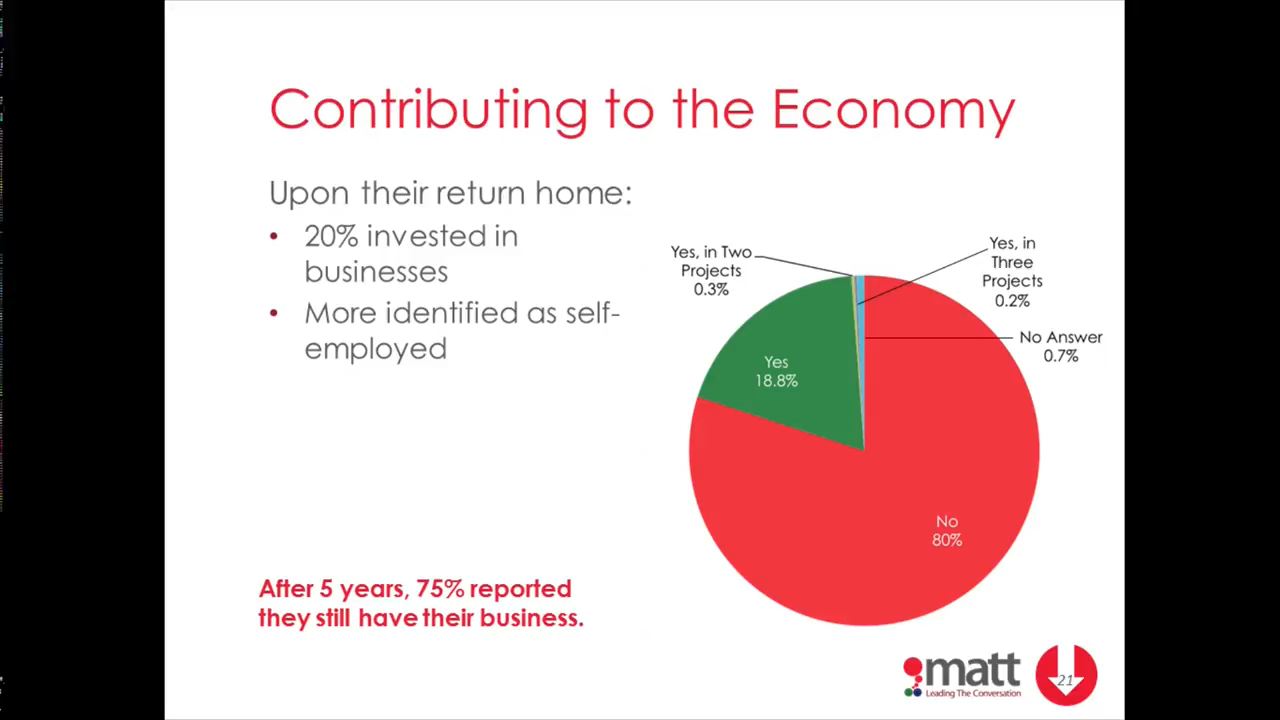 Contributing to the Economy
Upon their return home:
• 20% invested in
businesses
• More identified as self-
employed
After 5 years, 75% reported
they still have their business.
Yes, in Two
Projects
0.3%
Yes, in
Three
Projects
0.2%
No Answer
0.7%
Yes
18.8%
No
80%
matt
Leading The Conversation
21